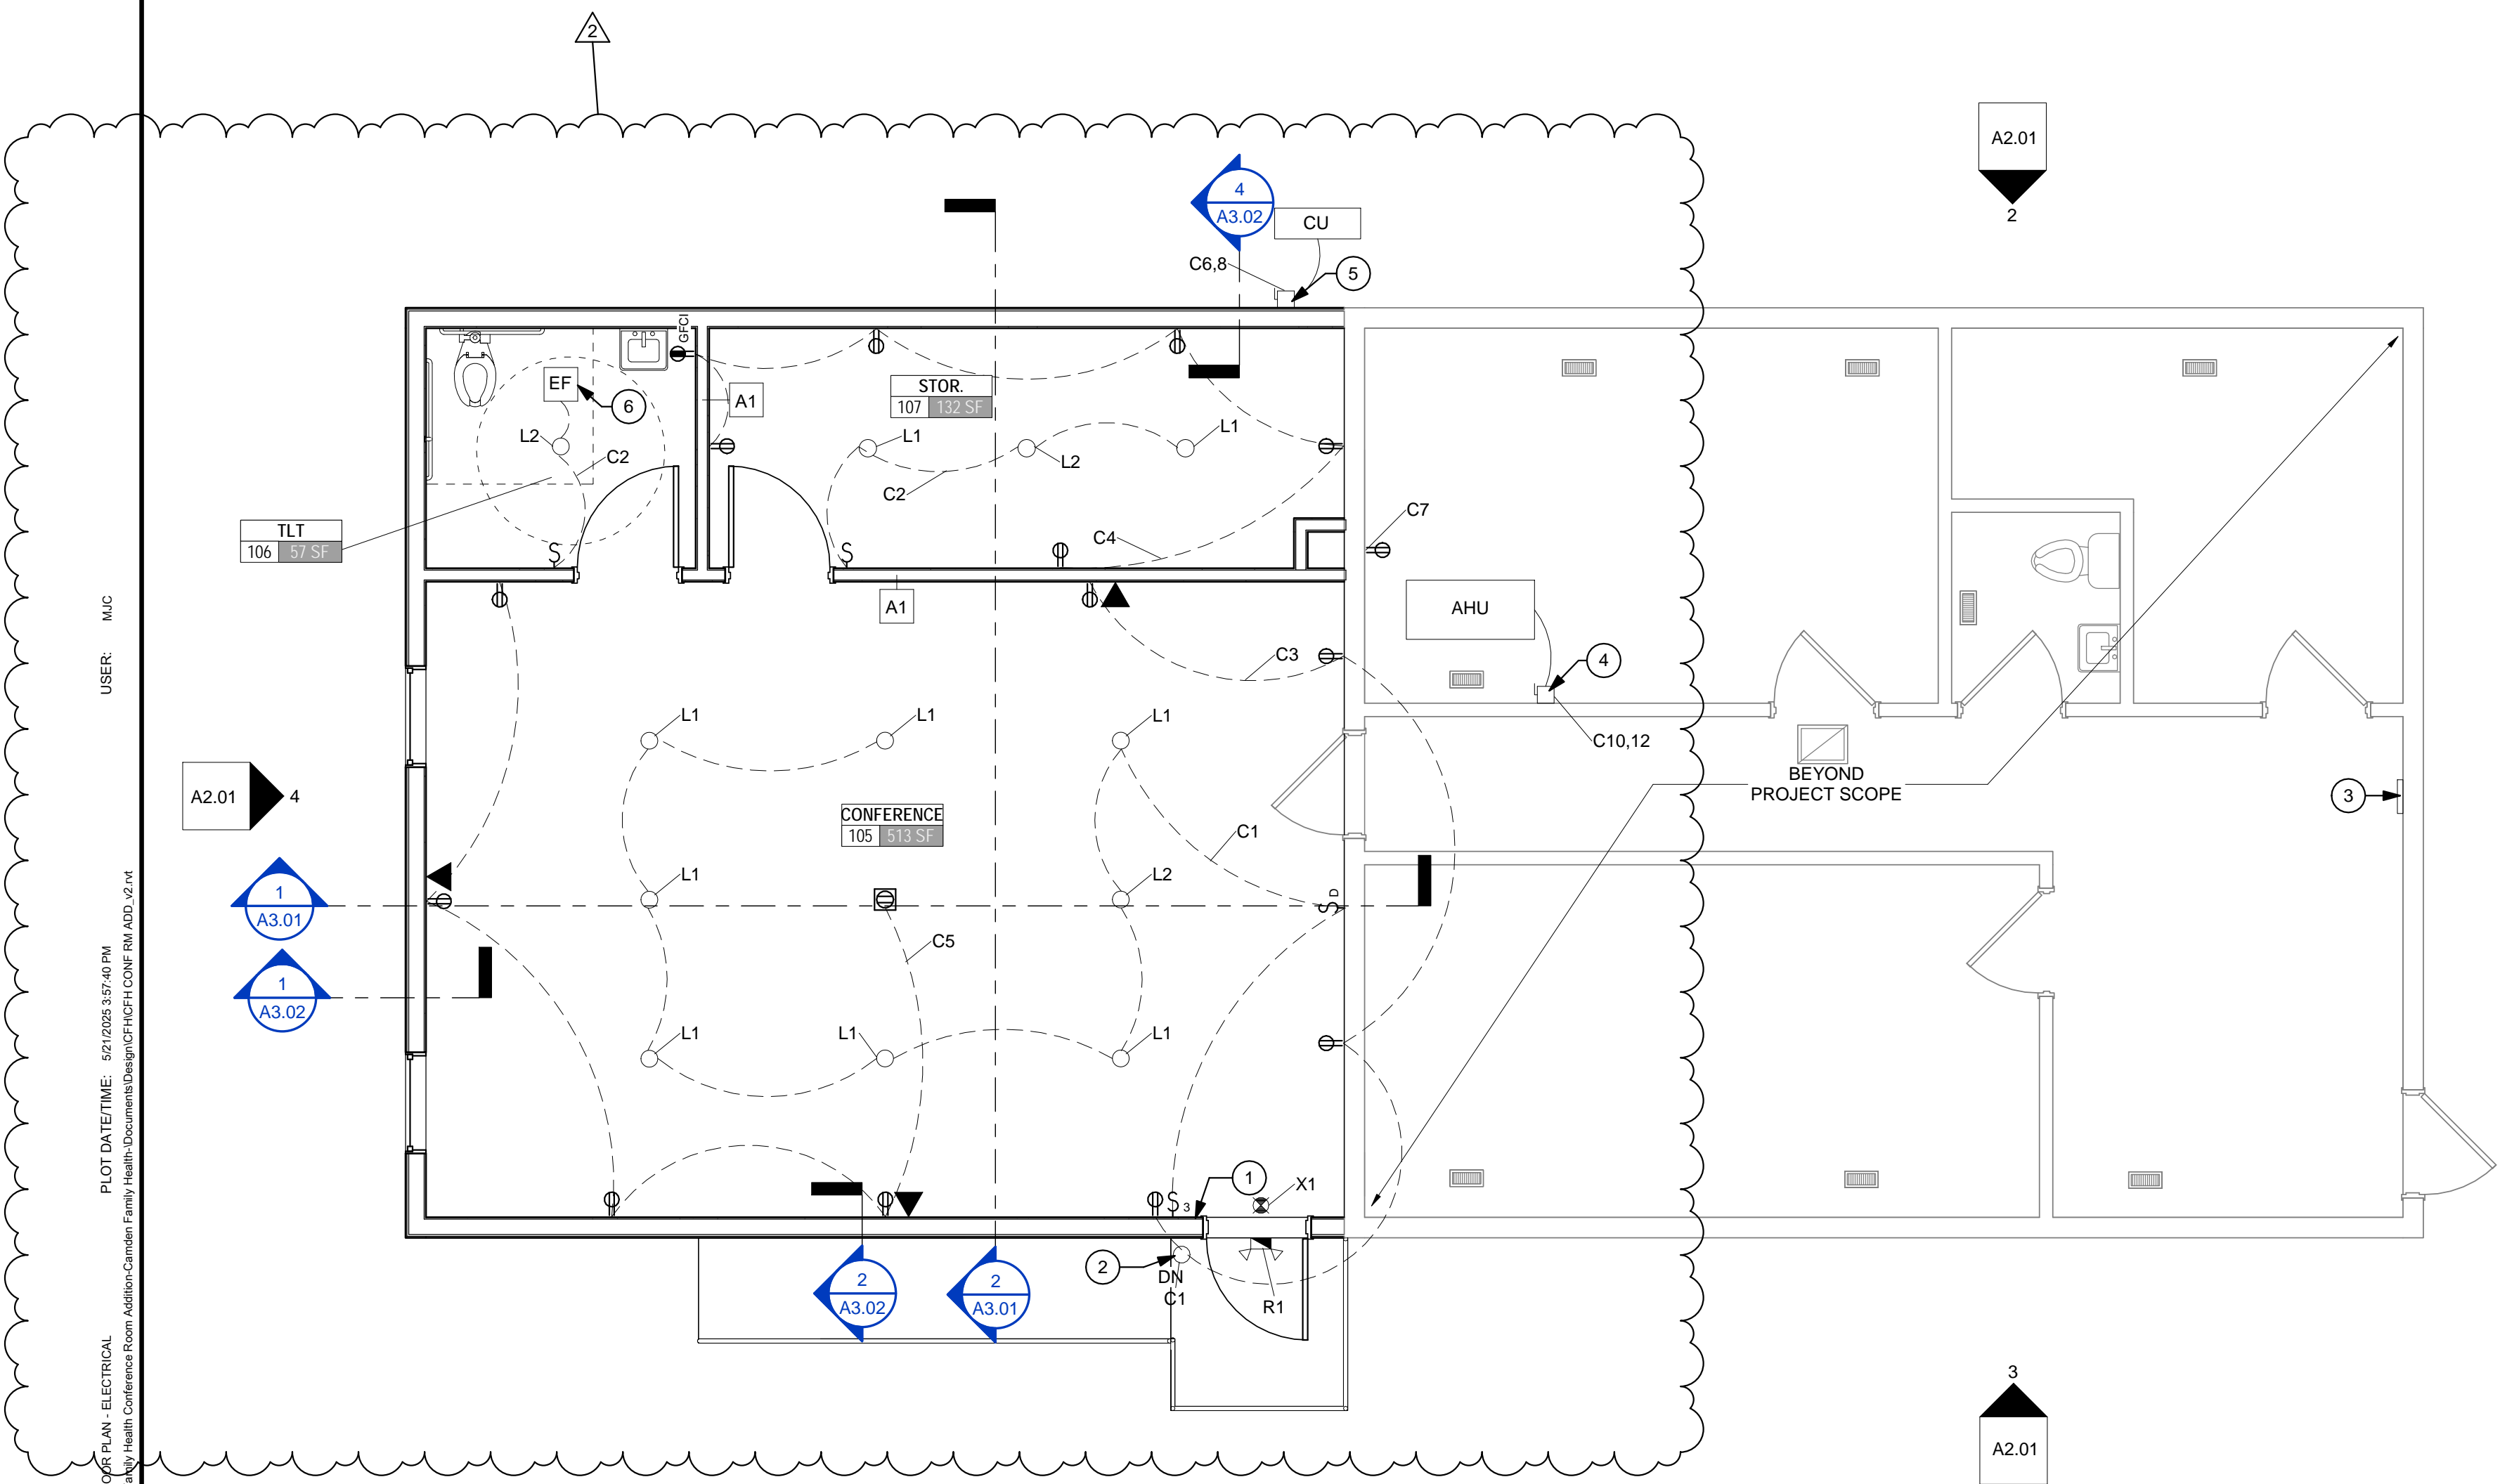 2
A2.01
2
4
A3.02
CU
C6,8
5
GFCI
EF
6
A1
STOR.
107 132 SF
L2
C2
L1
L2
L1
C2
C7
TLT
106 57 SF
C4
A1
AHU
C3
4
L1
L1
L1
C10,12
BEYOND
PROJECT SCOPE
A2.01
4
3
CONFERENCE
105 513 SF
C1
L1
L2
1
A3.01
D
S
C5
1
A3.02
L1
L1
L1
1
X1
S
3
2
DN
C1
R1
2
A3.02
2
A3.01
3
A2.01
USER: MJC
PLOT DATE/TIME: 5/21/2025 3:57:40 PM
OOR PLAN - ELECTRICAL
amily Health Conference Room Addition-Camden Family Health-\Documents\Design\CFH\CFH CONF RM ADD_v2.rvt
S
S